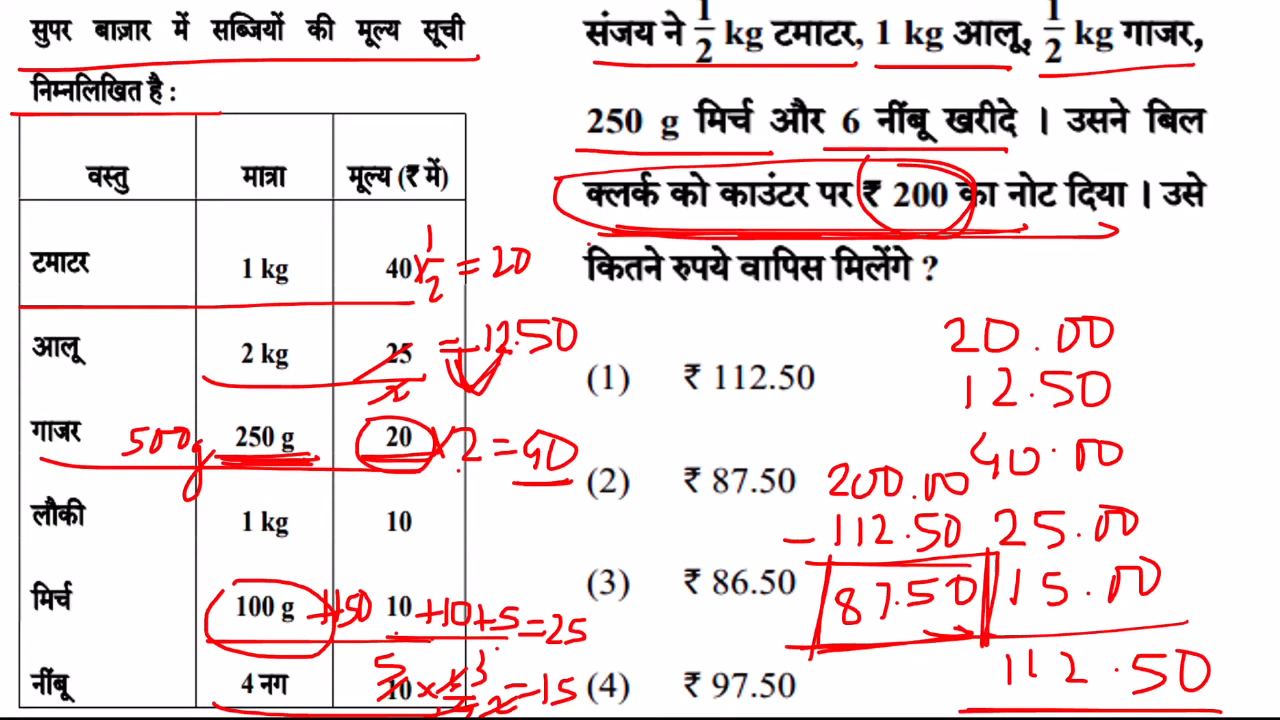 सुपर बाज़ार में सब्जियों की मूल्य सूची
निम्नलिखित है :
वस्तु मात्रा मूल्य (₹ में)
टमाटर 1 kg 40 × 1/2 = 20
आलू 2 kg 25/2 = 12.50
गाजर 500g 250 g 20 × 2 = 40
लौकी 1 kg 10
मिर्च 100 g +150 10 +10+5 = 25
नींबू 4 नग 10 = 15
संजय ने 1/2 kg टमाटर, 1 kg आलू, 1/2 kg गाजर,
250 g मिर्च और 6 नींबू खरीदे । उसने बिल
क्लर्क को काउंटर पर ₹ 200 का नोट दिया । उसे
कितने रुपये वापिस मिलेंगे ?
(1) ₹ 112.50
(2) ₹ 87.50
(3) ₹ 86.50
(4) ₹ 97.50
20.00
12.50
40.00
25.00
15.00
112.50
200.00
- 112.50
87.50